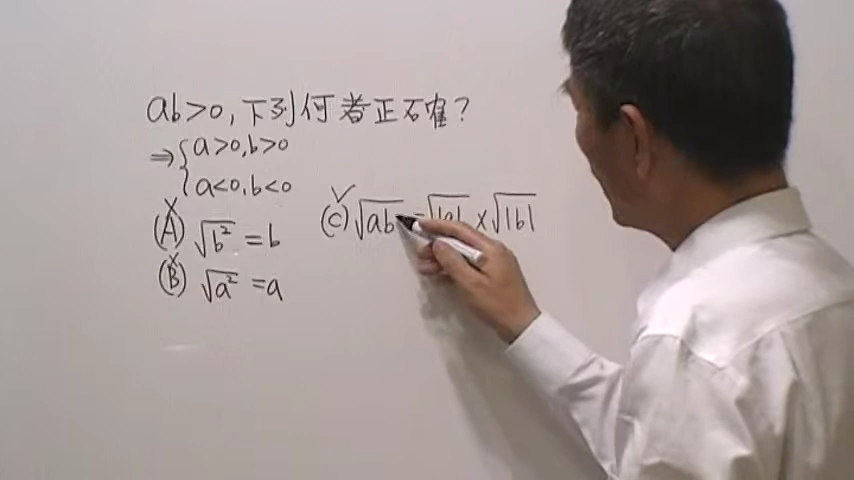 ab>0,下列何者正確?
⇒{a>0,b>0
a<0,b<0
(A) √b² = b
(B) √a² = a
(C) √ab = √|a| × √|b|